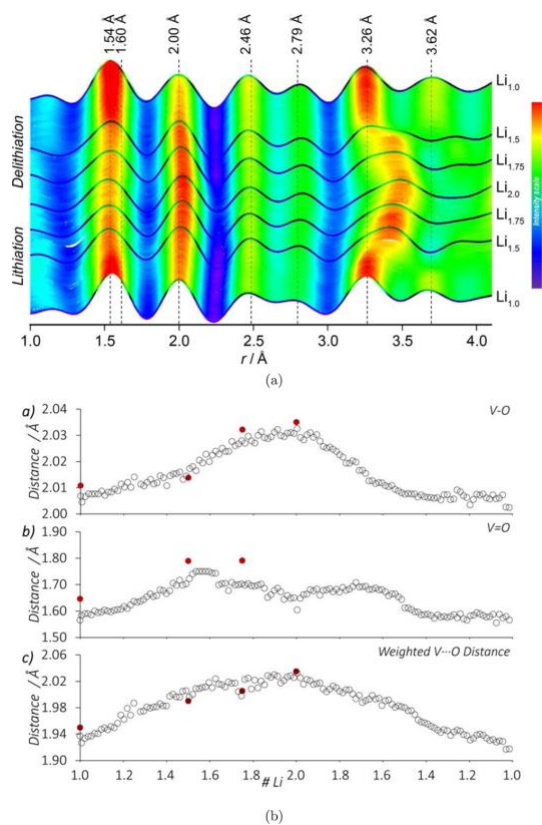 1.54 Å
1.60 Å
2.00 Å
2.46 Å
2.79 Å
3.26 Å
3.62 Å
Delithiation
Lithiation
Li1.0
Li1.5
Li1.75
Li2.0
Li1.75
Li1.5
Li1.0
Intensity scale
1.0 1.5 2.0 2.5 3.0 3.5 4.0
r / Å
(a)
a) V-O
Distance / Å
2.04
2.03
2.02
2.01
2.00
b) V=O
Distance / Å
1.90
1.80
1.70
1.60
1.50
c) Weighted V···O Distance
Distance / Å
2.06
2.02
1.98
1.94
1.90
1.0 1.2 1.4 1.6 1.8 2.0 1.8 1.6 1.4 1.2 1.0
# Li
(b)